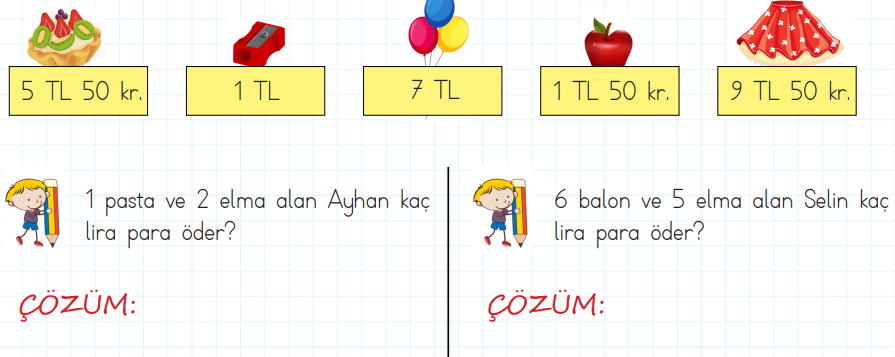 5 TL 50 kr.
1 TL
7 TL
1 TL 50 kr.
9 TL 50 kr.
1 pasta ve 2 elma alan Ayhan kaç
lira para öder?
ÇÖZÜM:
6 balon ve 5 elma alan Selin kaç
lira para öder?
ÇÖZÜM: